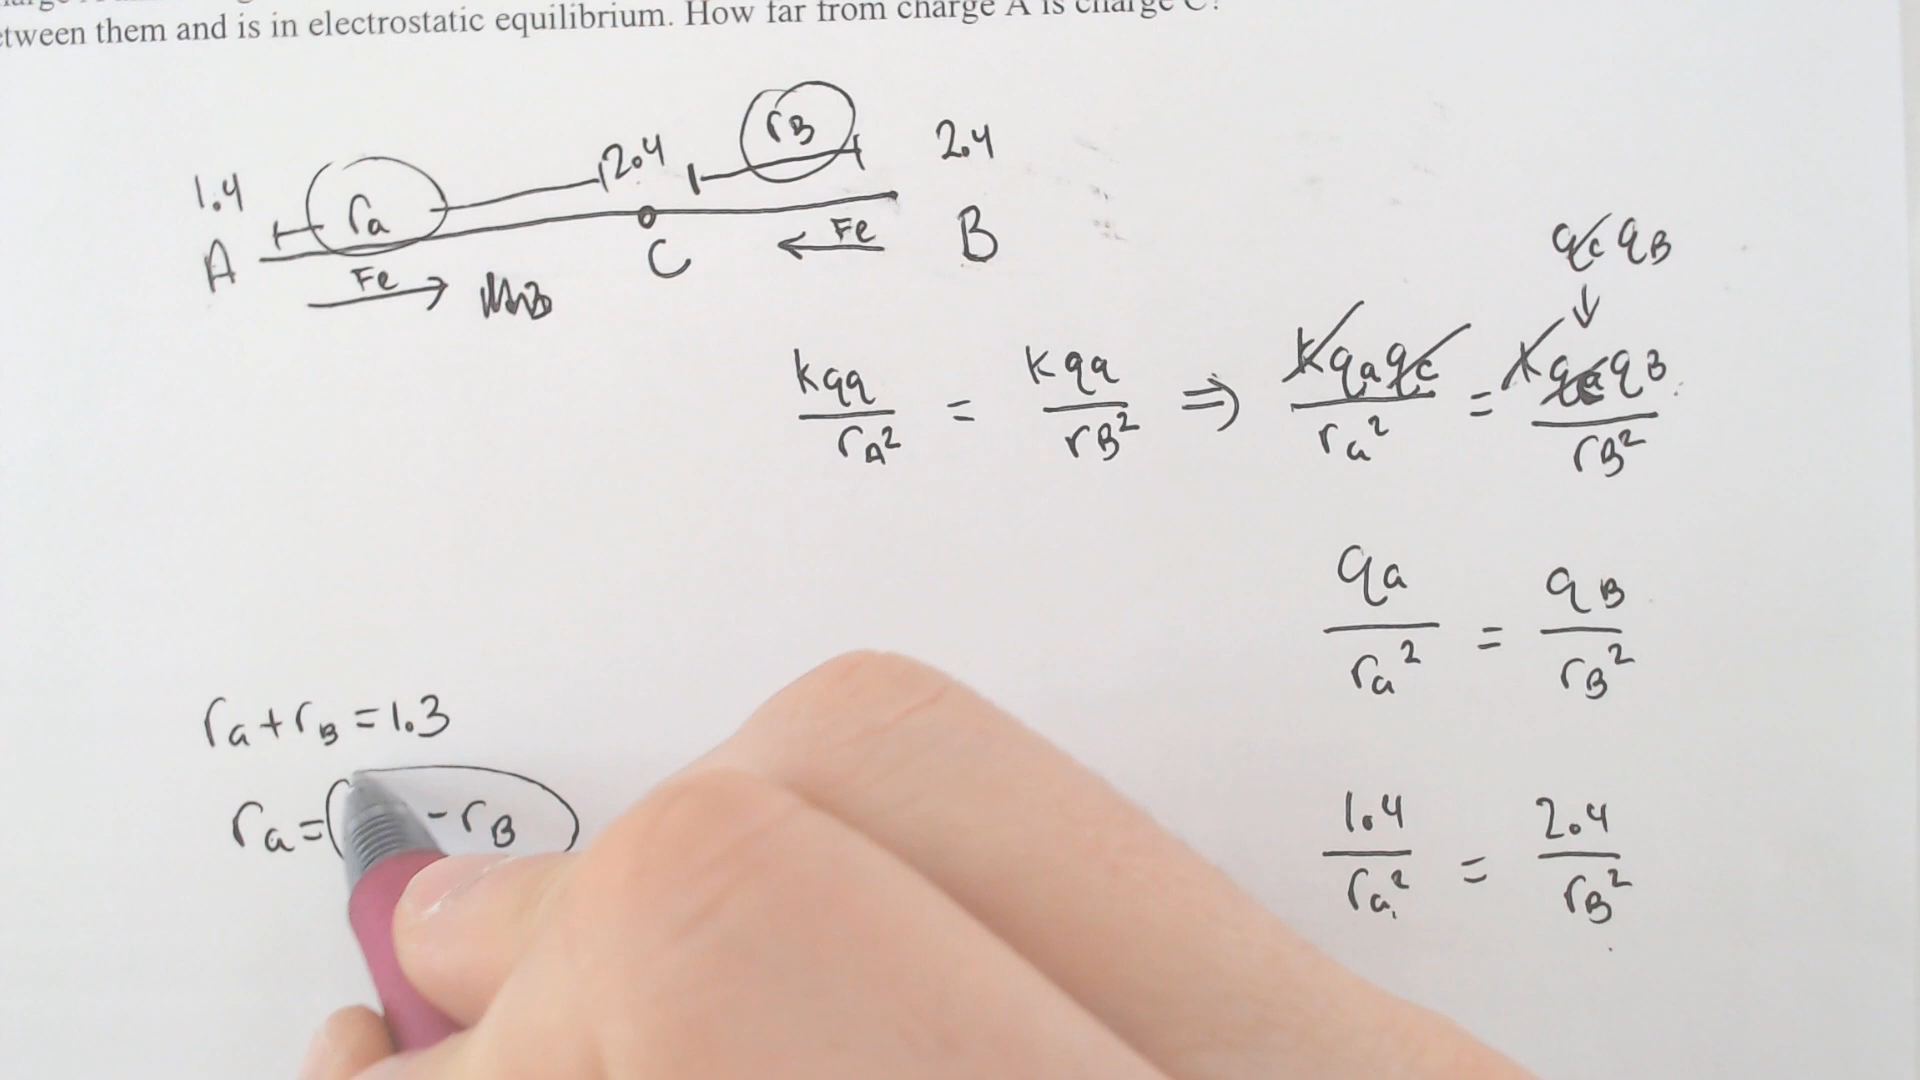 tween them and is in electrostatic equilibrium. How far from charge A is charge C?
1.4 ra 2.4 rB 2.4
A C B
Fe Fe
qc qB
kqq/rA² = kqq/rB² ⇒ kqaqc/ra² = kqcqB/rB²
qa/ra² = qB/rB²
ra+rB=1.3
ra= -rB
1.4/ra² = 2.4/rB²